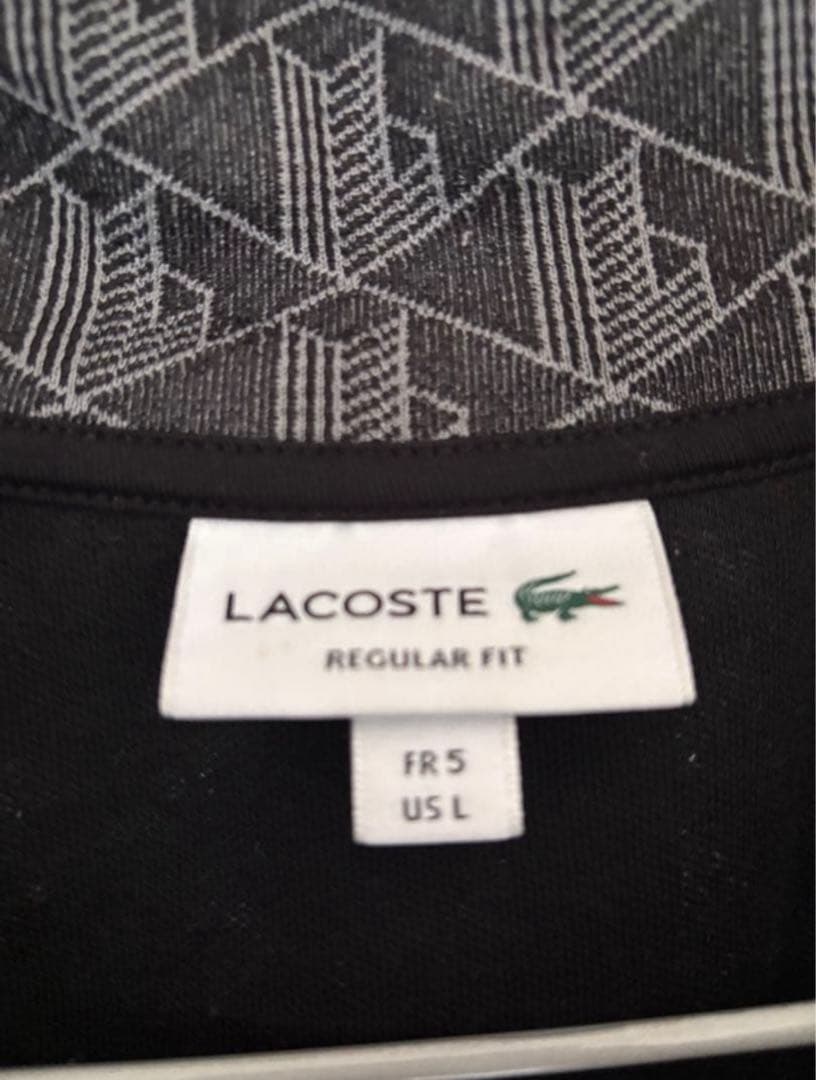 LACOSTE
REGULAR FIT
FR 5
US L